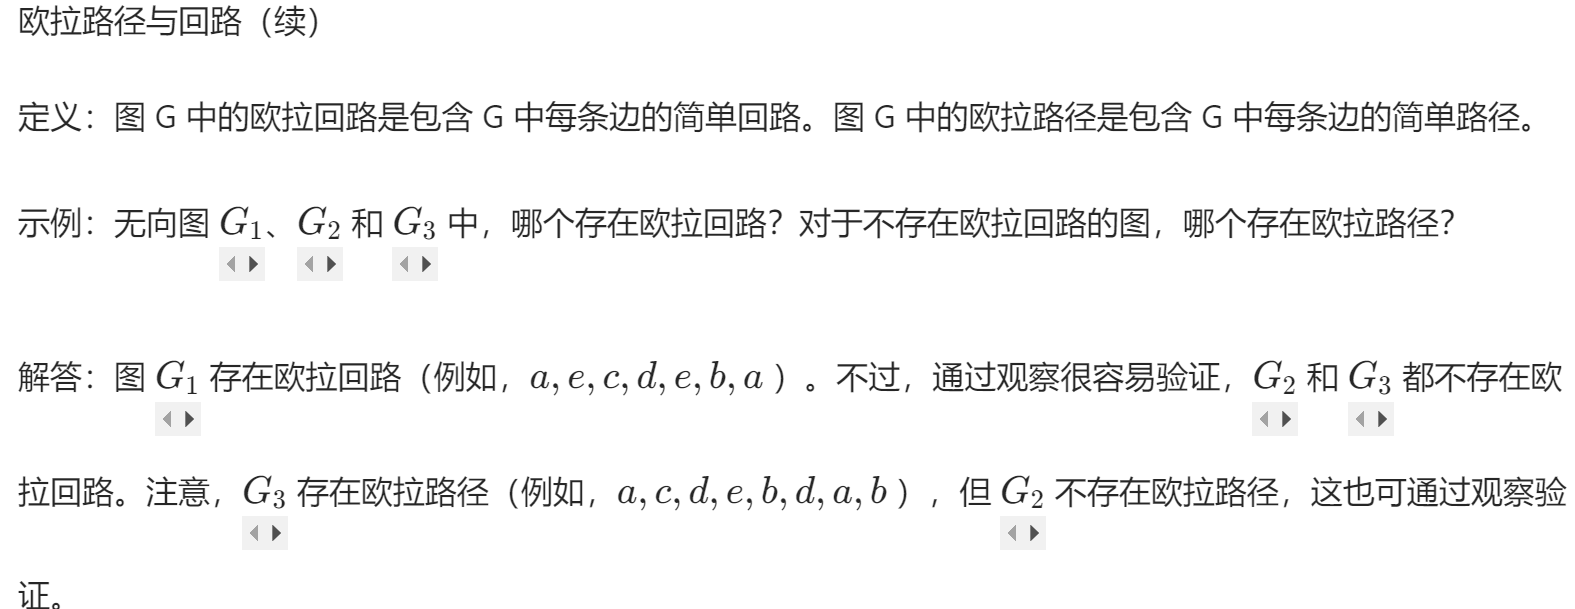 欧拉路径与回路（续）
定义：图 G 中的欧拉回路是包含 G 中每条边的简单回路。图 G 中的欧拉路径是包含 G 中每条边的简单路径。
示例：无向图 G₁、G₂ 和 G₃ 中，哪个存在欧拉回路？对于不存在欧拉回路的图，哪个存在欧拉路径？
解答：图 G₁ 存在欧拉回路（例如，a, e, c, d, e, b, a ）。不过，通过观察很容易验证，G₂ 和 G₃ 都不存在欧
拉回路。注意，G₃ 存在欧拉路径（例如，a, c, d, e, b, d, a, b ），但 G₂ 不存在欧拉路径，这也可通过观察验
证。